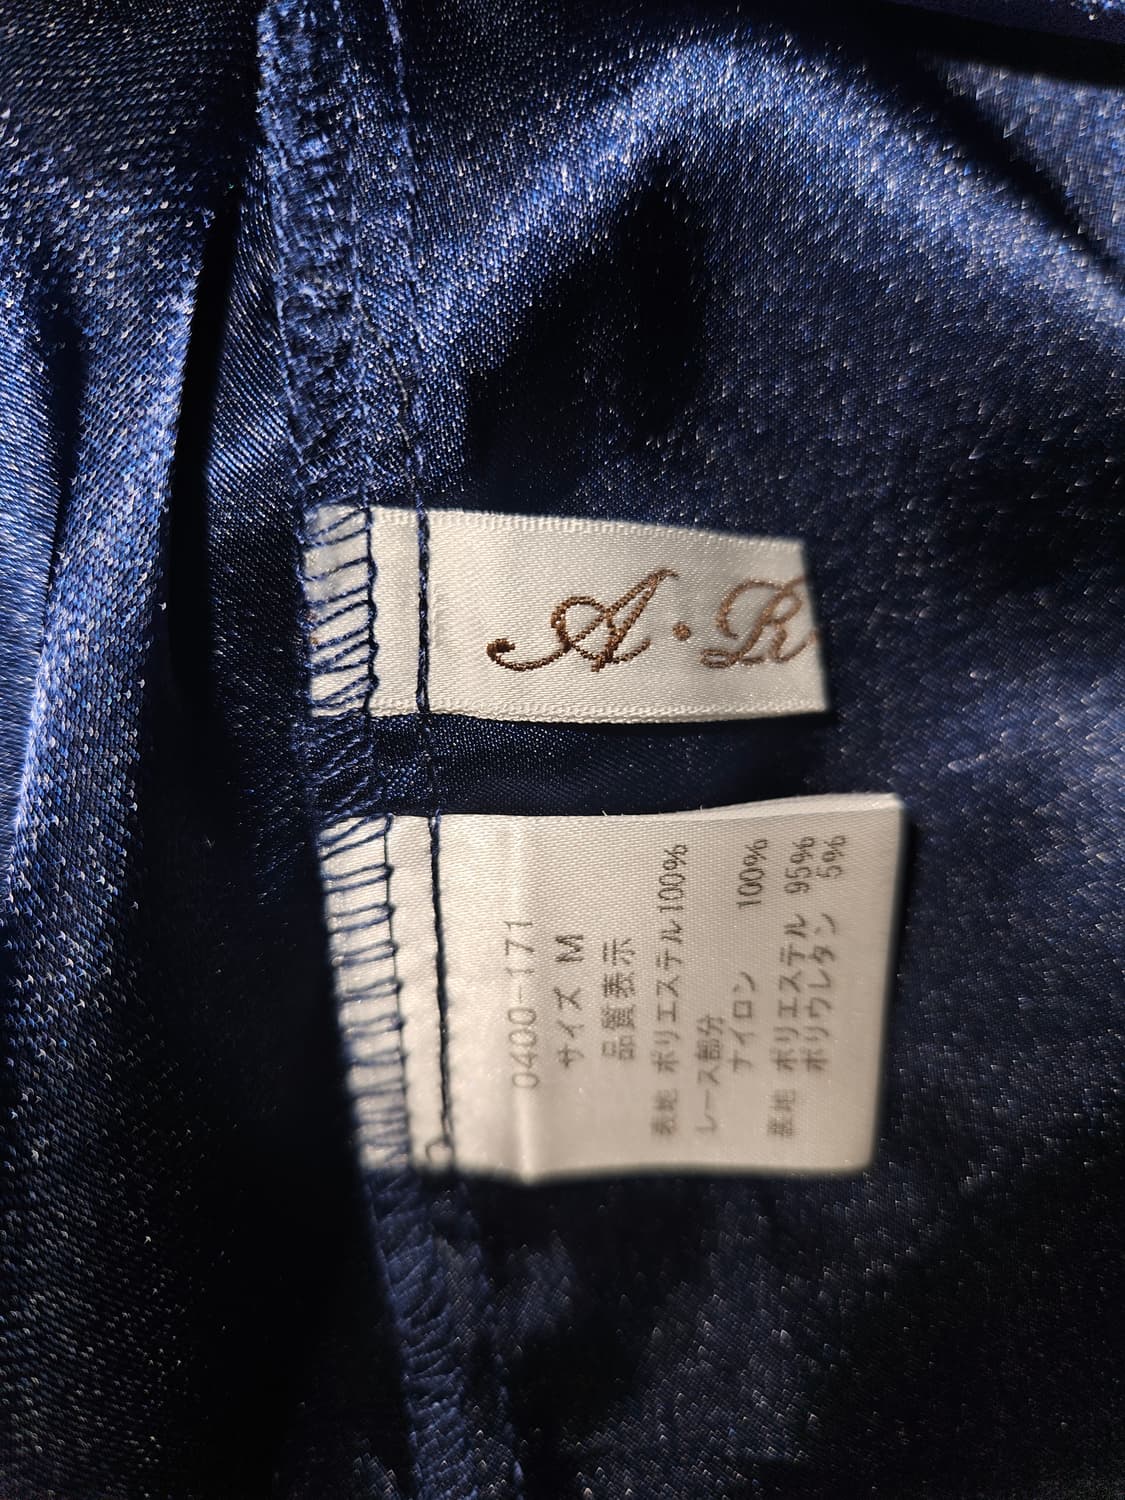 A・R
0400-171
サイズ M
品質表示
表地 ポリエステル100%
レース部分
ナイロン 100%
裏地 ポリエステル 95%
ポリウレタン 5%